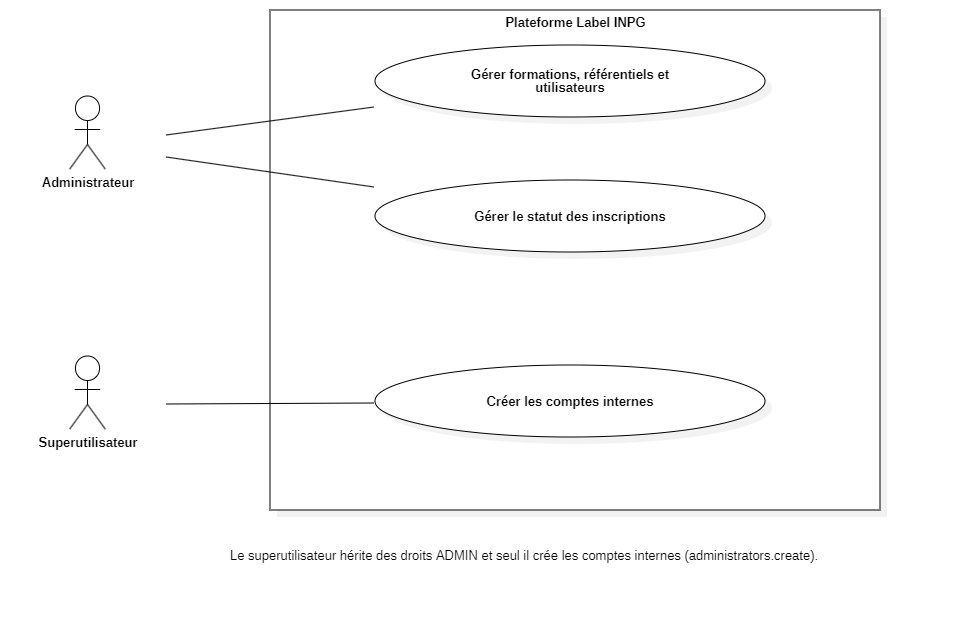 Plateforme Label INPG
Gérer formations, référentiels et
utilisateurs
Administrateur
Gérer le statut des inscriptions
Créer les comptes internes
Superutilisateur
Le superutilisateur hérite des droits ADMIN et seul il crée les comptes internes (administrators.create).